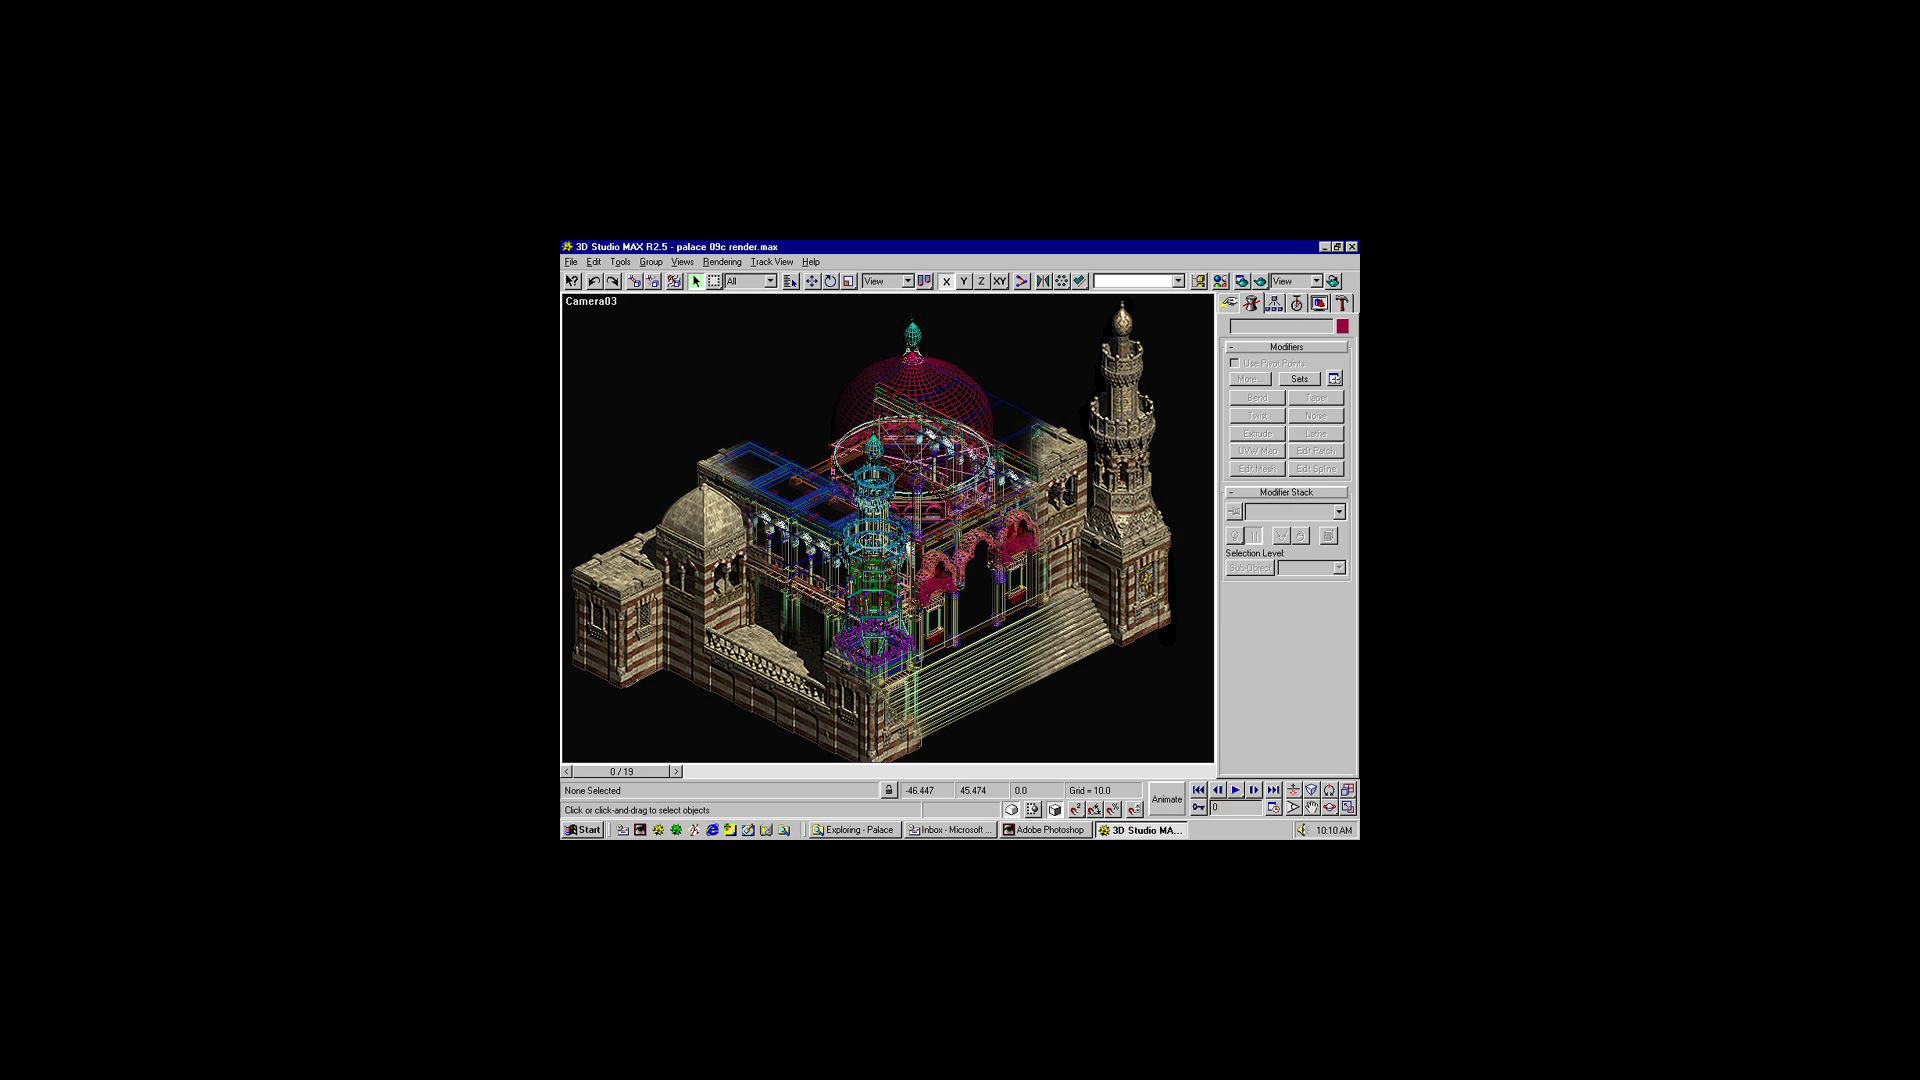 3D Studio MAX R2.5 - palace 09c render.max
File Edit Tools Group Views Rendering Track View Help
All View X Y Z XY View
Camera03
Modifiers
Use Pivot Points
More... Sets
Bend Taper
Twist Noise
Extrude Lathe
UVW Map Edit Patch
Edit Mesh Edit Spline
Modifier Stack
Selection Level:
Sub-Object
< 0 / 19 >
None Selected -46.447 45.474 0.0 Grid = 10.0 Animate
0
Click or click-and-drag to select objects
Start Exploring - Palace Inbox - Microsoft ... Adobe Photoshop 3D Studio MA... 10:10 AM